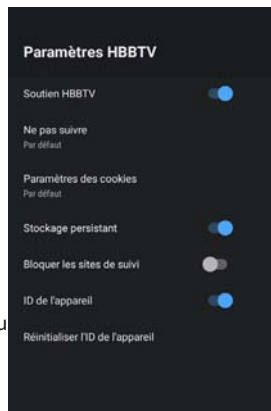 Paramètres HBBTV
Soutien HBBTV
Ne pas suivre
Par défaut
Paramètres des cookies
Par défaut
Stockage persistant
Bloquer les sites de suivi
ID de l'appareil
u
Réinitialiser l'ID de l'appareil